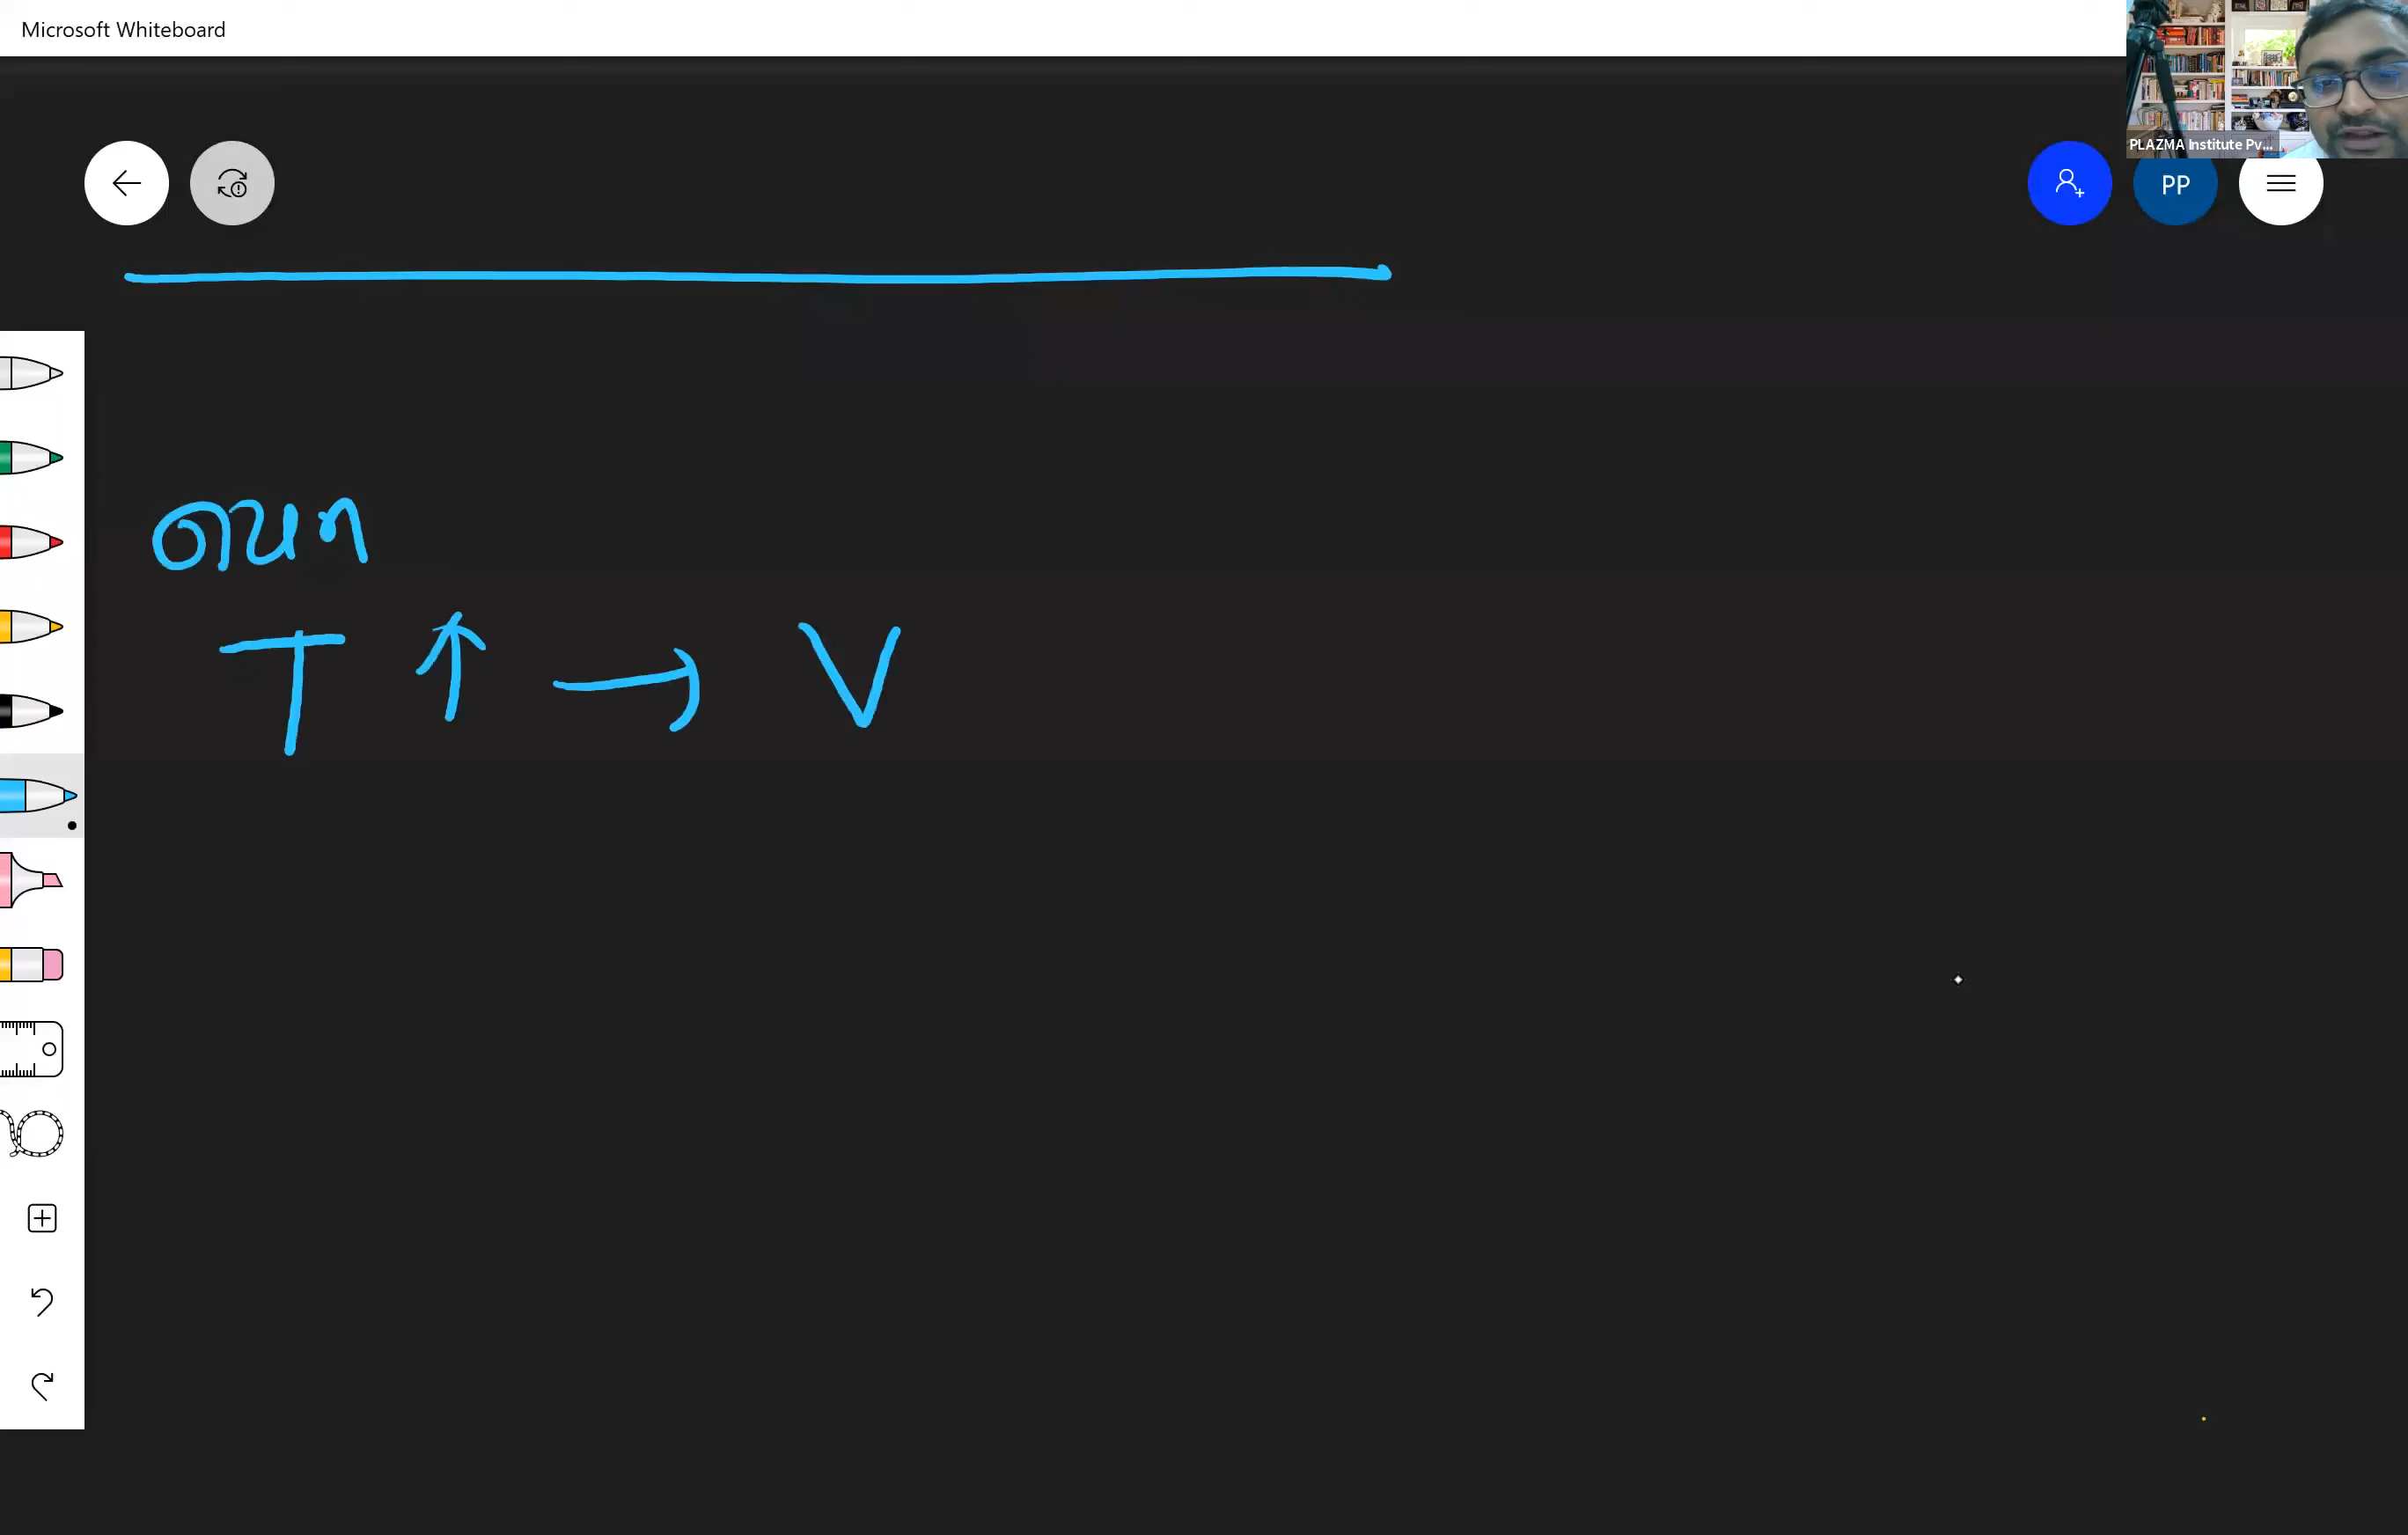 Microsoft Whiteboard
PLAZMA Institute Pv...
PP
T ↑ → V